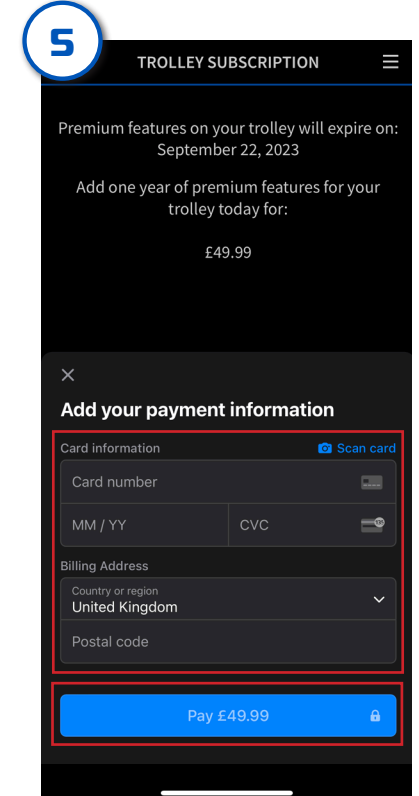 5
TROLLEY SUBSCRIPTION
Premium features on your trolley will expire on:
September 22, 2023
Add one year of premium features for your
trolley today for:
£49.99
Add your payment information
Card information
Scan card
Card number
MM / YY
CVC
Billing Address
Country or region
United Kingdom
Postal code
Pay £49.99